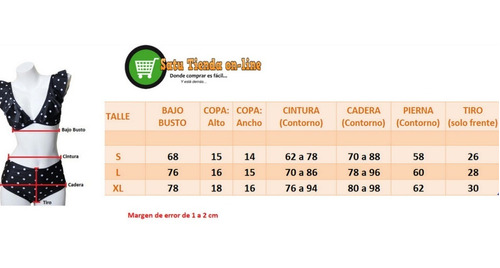 Satu Tienda on-line
Donde comprar es fácil...
Y está demás...
TALLE BAJO BUSTO COPA: Alto COPA: Ancho CINTURA (Contorno) CADERA (Contorno) PIERNA (Contorno) TIRO (solo frente)
S 68 15 14 62 a 78 70 a 88 58 26
L 76 16 15 70 a 86 78 a 96 60 28
XL 78 18 16 76 a 94 80 a 98 62 30
Bajo Busto
Cintura
Cadera
Tiro
Margen de error de 1 a 2 cm